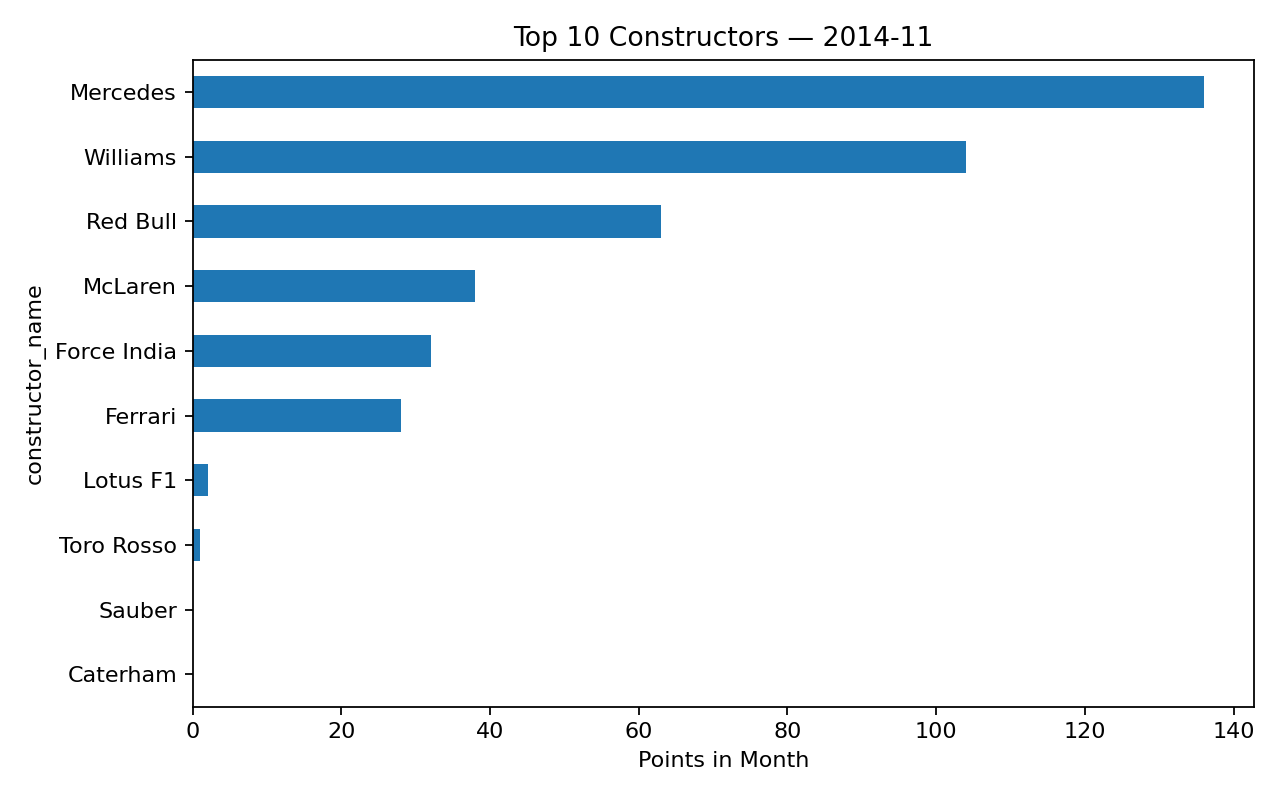 Top 10 Constructors — 2014-11
constructor_name
Mercedes
Williams
Red Bull
McLaren
Force India
Ferrari
Lotus F1
Toro Rosso
Sauber
Caterham
0 20 40 60 80 100 120 140
Points in Month